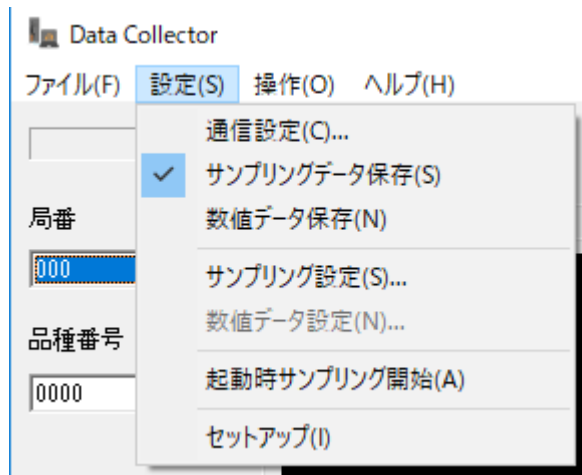 Data Collector
ファイル(F) 設定(S) 操作(O) ヘルプ(H)
通信設定(C)...
サンプリングデータ保存(S)
局番
数値データ保存(N)
000
サンプリング設定(S)...
数値データ設定(N)...
品種番号
起動時サンプリング開始(A)
0000
セットアップ(I)